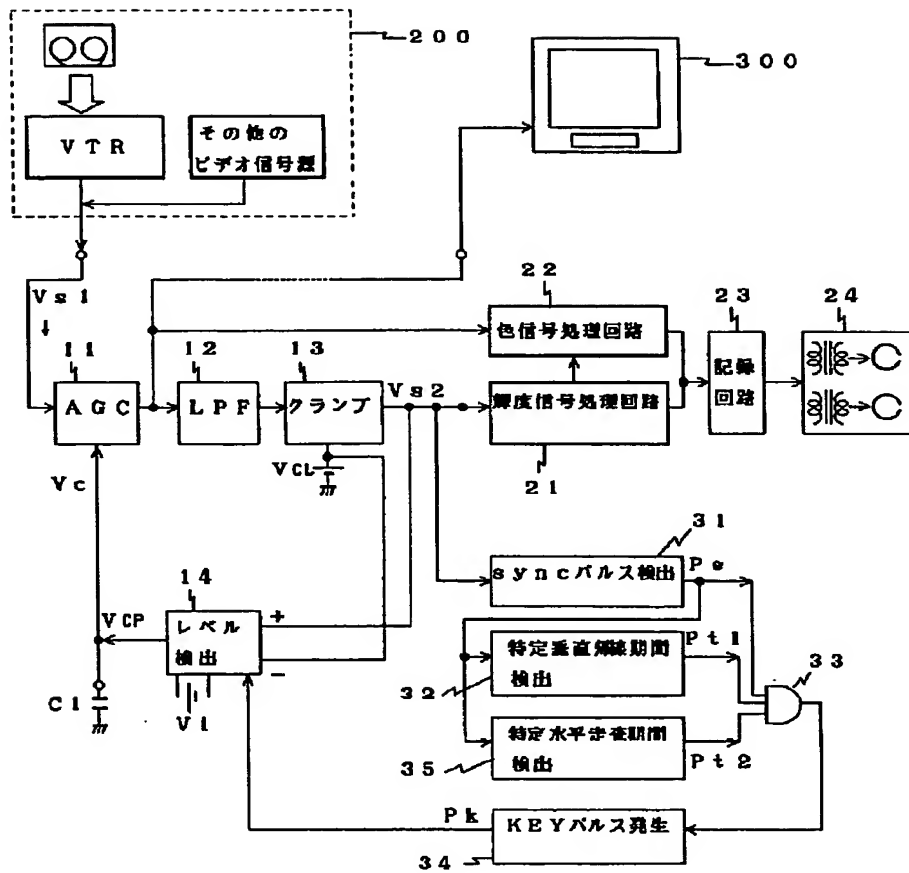 200
300
VTR
その他の
ビデオ信号源
Vs1
11
AGC
12
LPF
13
クランプ
Vs2
22
色信号処理回路
輝度信号処理回路
21
23
記録
回路
24
VCL
Vc
14
VCP
レベル
検出
+
-
C1
V1
31
syncパルス検出
Ps
特定垂直帰線期間
検出
32
Pt1
33
特定水平走査期間
検出
35
Pt2
Pk
KEYパルス発生
34